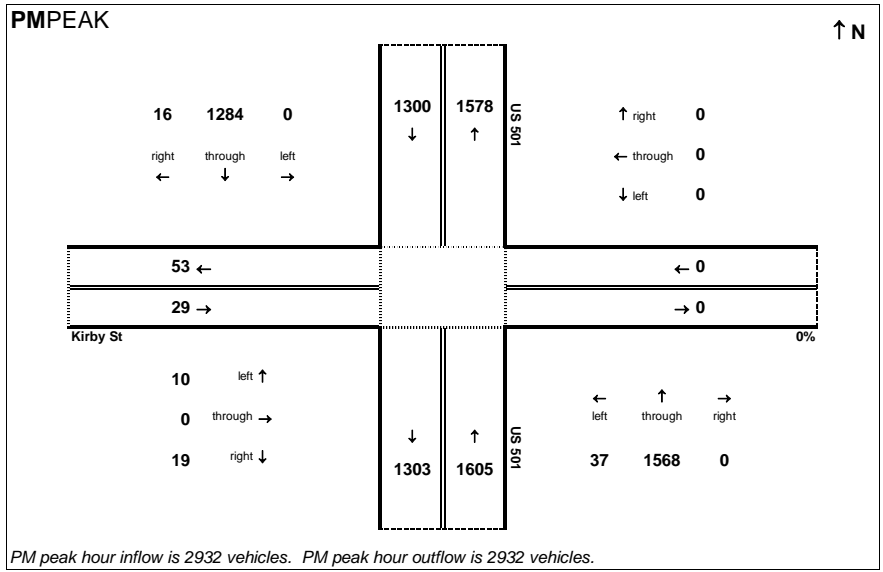 PMPEAK
↑ N
16 1284 0
right through left
← ↓ →
1300 1578
↓ ↑
US 501
↑ right 0
← through 0
↓ left 0
53 ←
29 →
← 0
→ 0
Kirby St
0%
10 left ↑
0 through →
19 right ↓
↓ ↑
1303 1605
US 501
← ↑ →
left through right
37 1568 0
PM peak hour inflow is 2932 vehicles. PM peak hour outflow is 2932 vehicles.